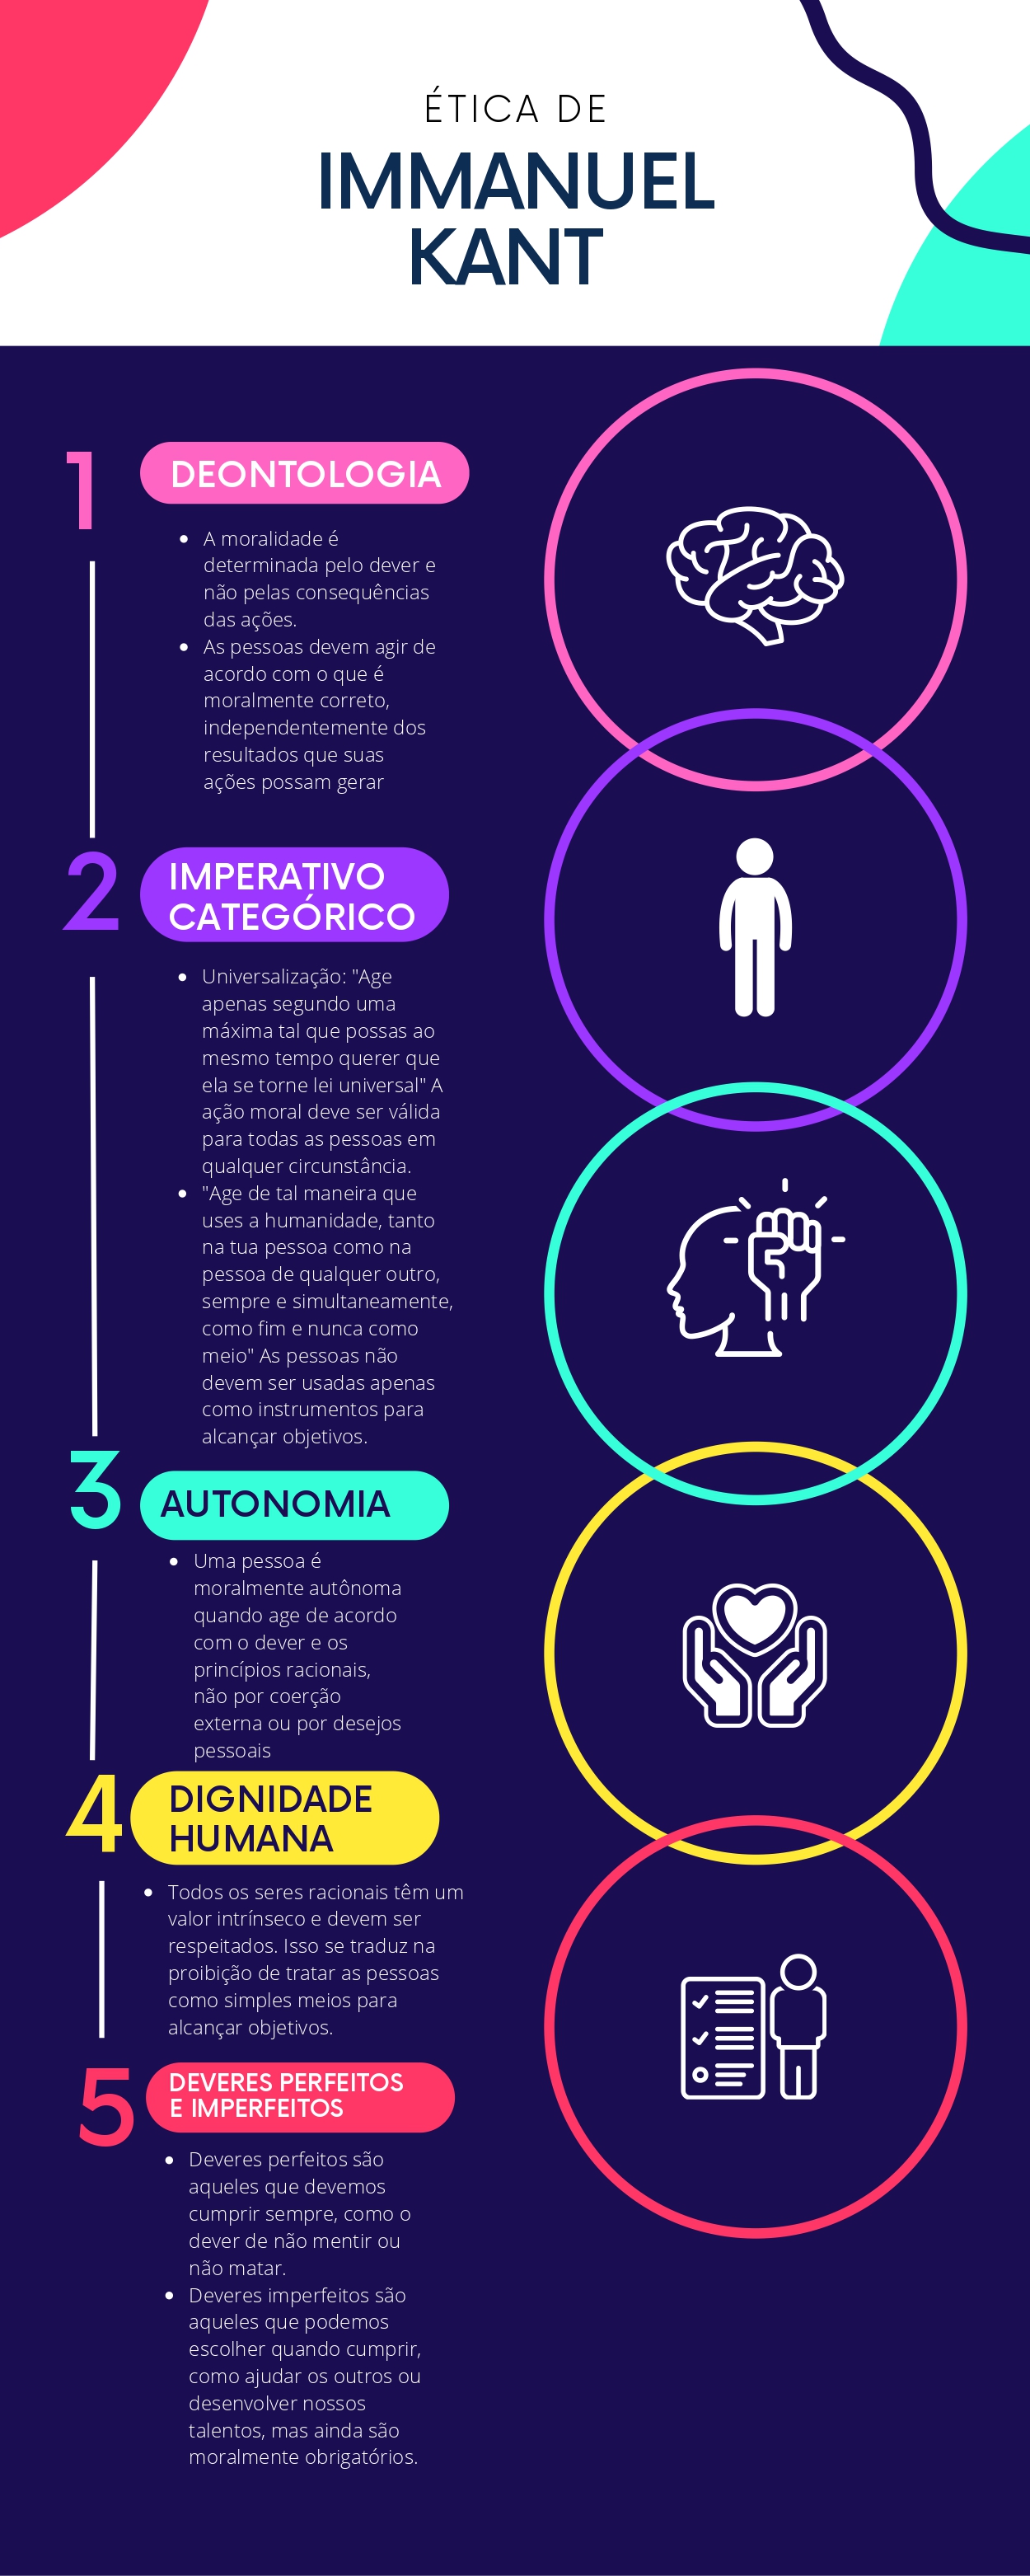 ÉTICA DE
IMMANUEL
KANT
1
DEONTOLOGIA
• A moralidade é
determinada pelo dever e
não pelas consequências
das ações.
• As pessoas devem agir de
acordo com o que é
moralmente correto,
independentemente dos
resultados que suas
ações possam gerar
2
IMPERATIVO
CATEGÓRICO
• Universalização: "Age
apenas segundo uma
máxima tal que possas ao
mesmo tempo querer que
ela se torne lei universal" A
ação moral deve ser válida
para todas as pessoas em
qualquer circunstância.
• "Age de tal maneira que
uses a humanidade, tanto
na tua pessoa como na
pessoa de qualquer outro,
sempre e simultaneamente,
como fim e nunca como
meio" As pessoas não
devem ser usadas apenas
como instrumentos para
alcançar objetivos.
3
AUTONOMIA
• Uma pessoa é
moralmente autônoma
quando age de acordo
com o dever e os
princípios racionais,
não por coerção
externa ou por desejos
pessoais
4
DIGNIDADE
HUMANA
• Todos os seres racionais têm um
valor intrínseco e devem ser
respeitados. Isso se traduz na
proibição de tratar as pessoas
como simples meios para
alcançar objetivos.
5
DEVERES PERFEITOS
E IMPERFEITOS
• Deveres perfeitos são
aqueles que devemos
cumprir sempre, como o
dever de não mentir ou
não matar.
• Deveres imperfeitos são
aqueles que podemos
escolher quando cumprir,
como ajudar os outros ou
desenvolver nossos
talentos, mas ainda são
moralmente obrigatórios.